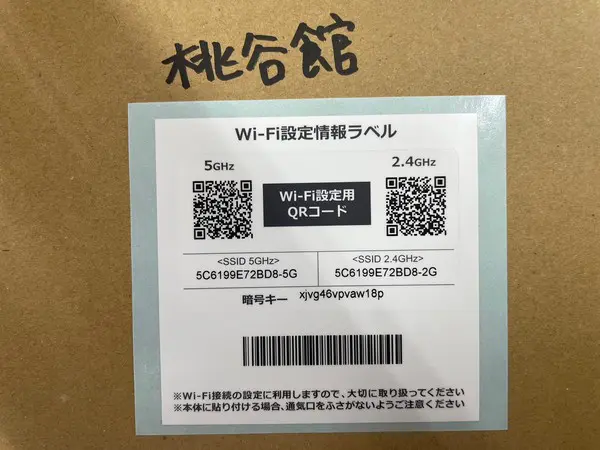 桃谷館
Wi-Fi設定情報ラベル
5GHz
2.4GHz
Wi-Fi設定用
QRコード
<SSID 5GHz>
<SSID 2.4GHz>
5C6199E72BD8-5G
5C6199E72BD8-2G
暗号キー xjvg46vpvaw18p
※Wi-Fi接続の設定に利用しますので、大切に取り扱ってください
※本体に貼り付ける場合、通気口をふさがないようご注意ください